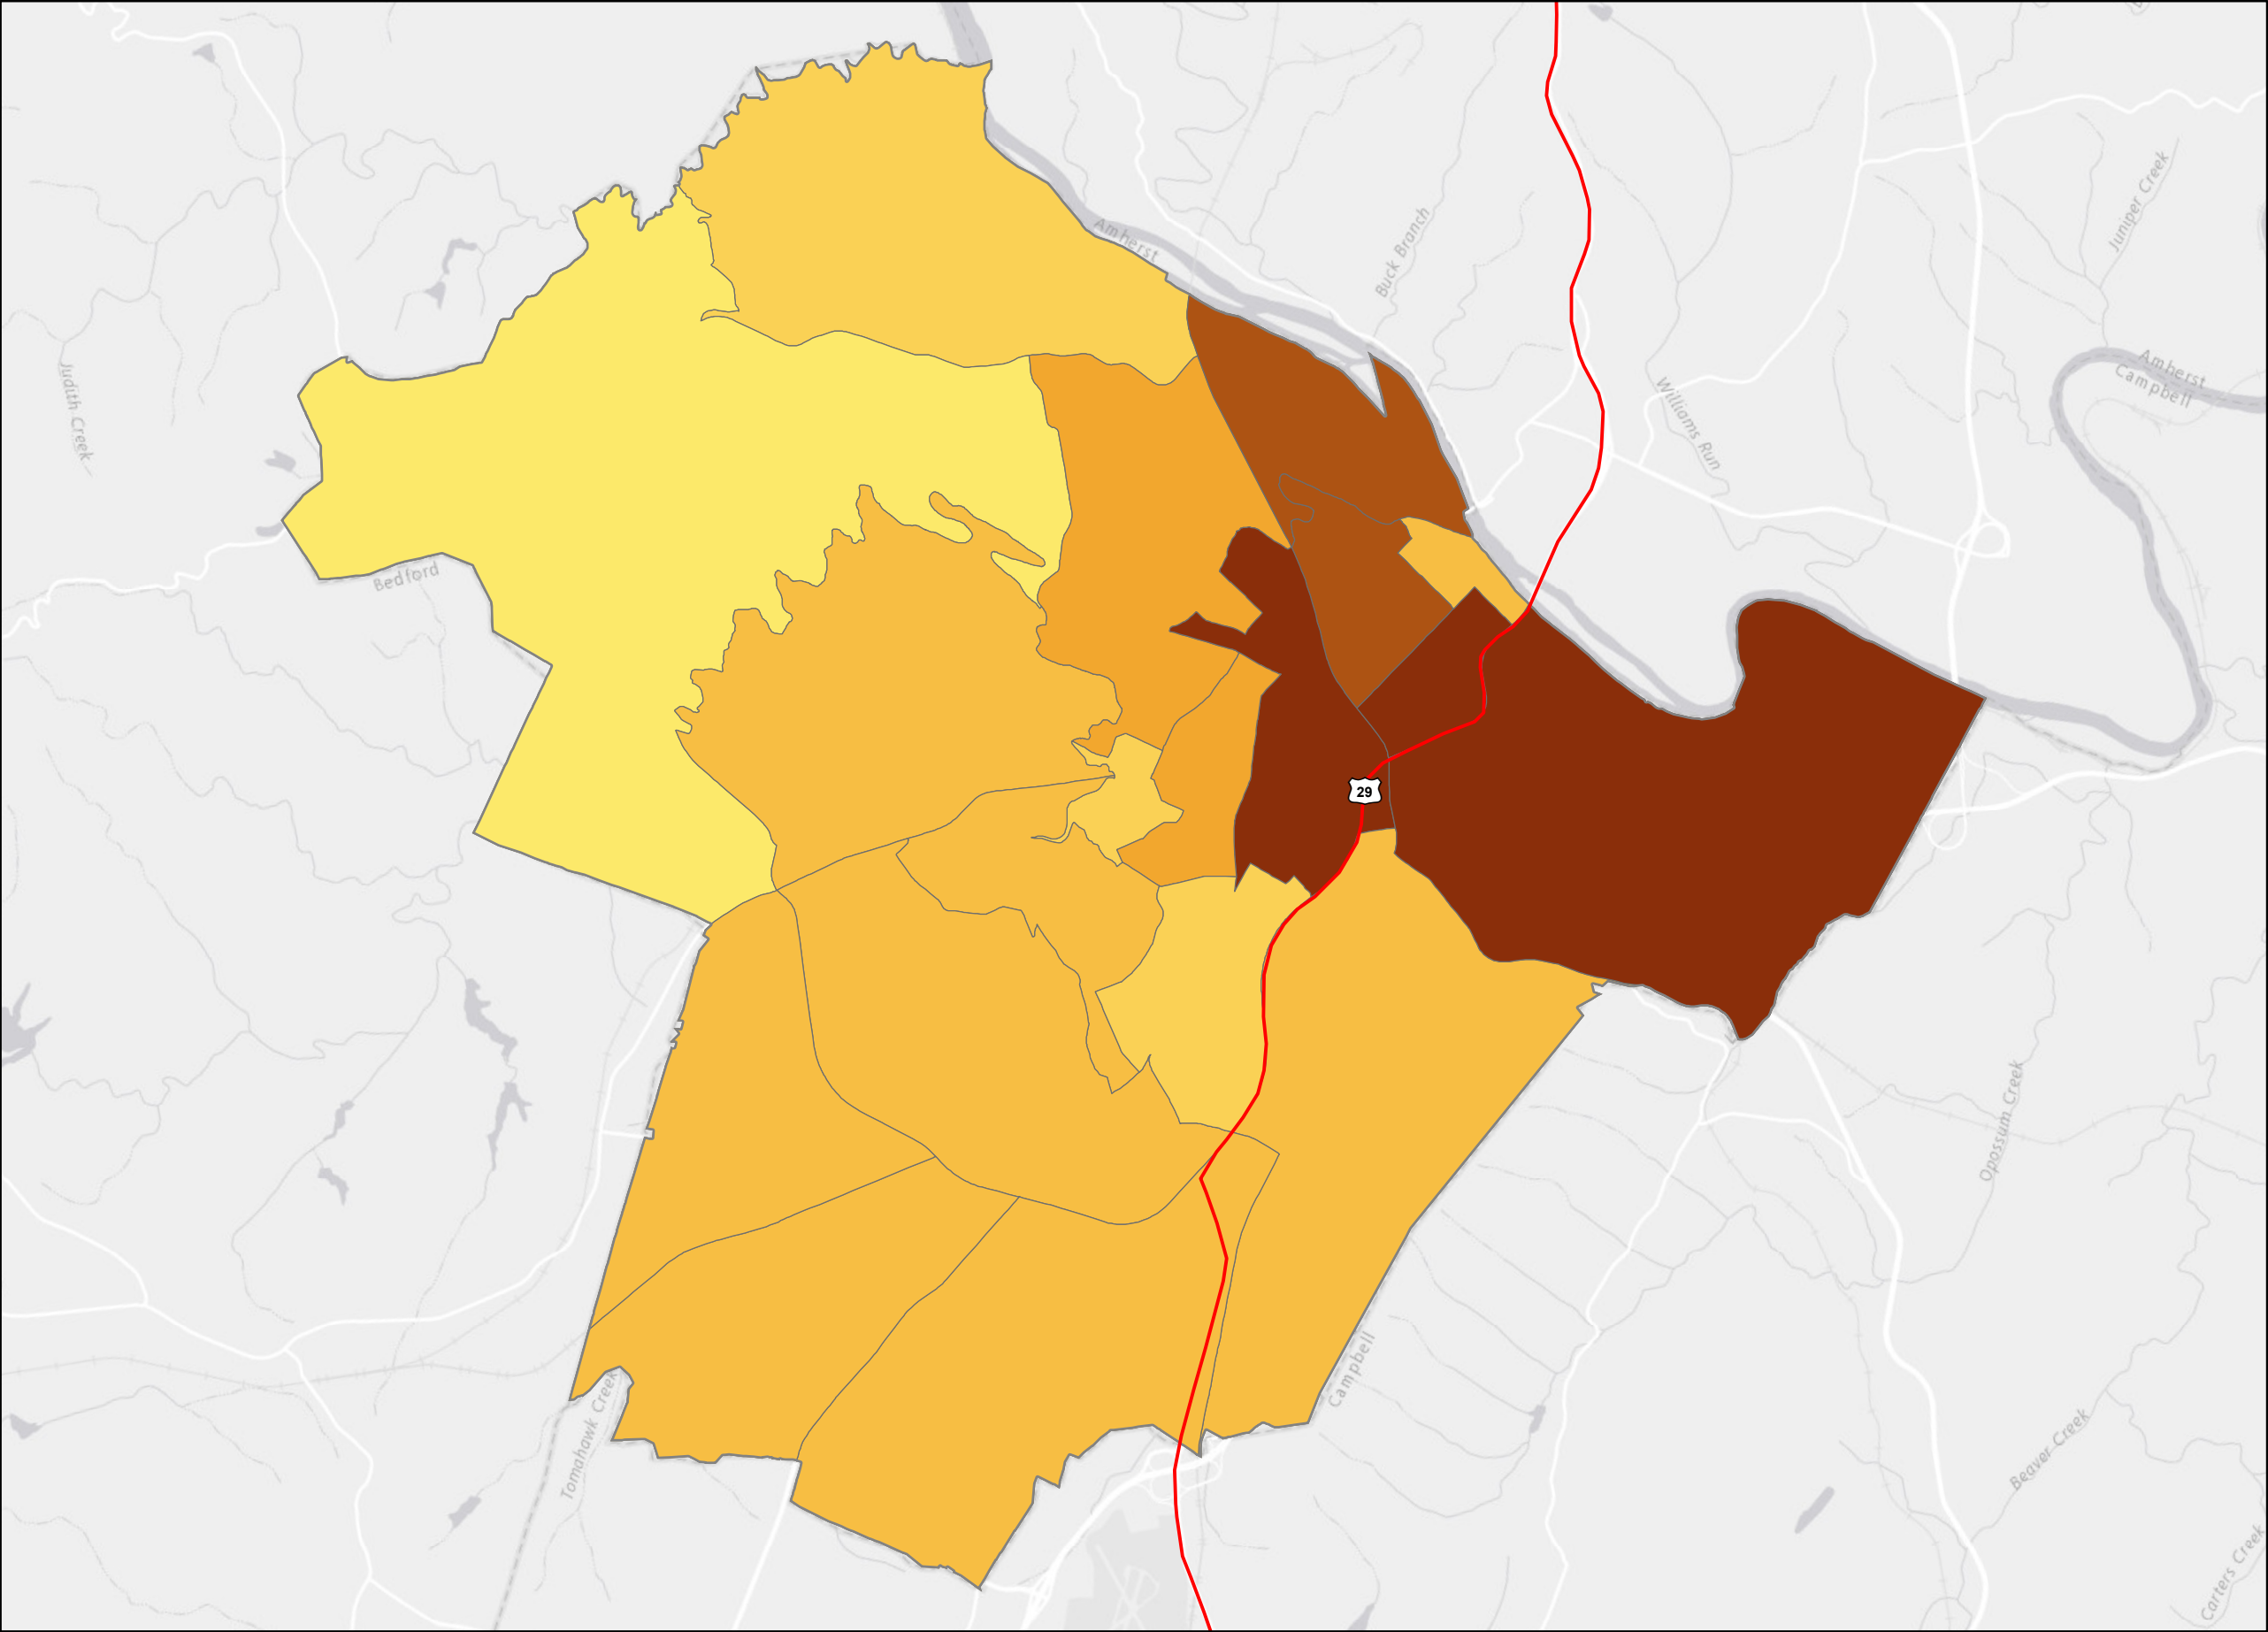 Amherst
Buck Branch
Juniper Creek
Judith Creek
Williams Run
Amherst
Campbell
Bedford
29
Opossum Creek
Campbell
Tomahawk Creek
Beaver Creek
Carters Creek